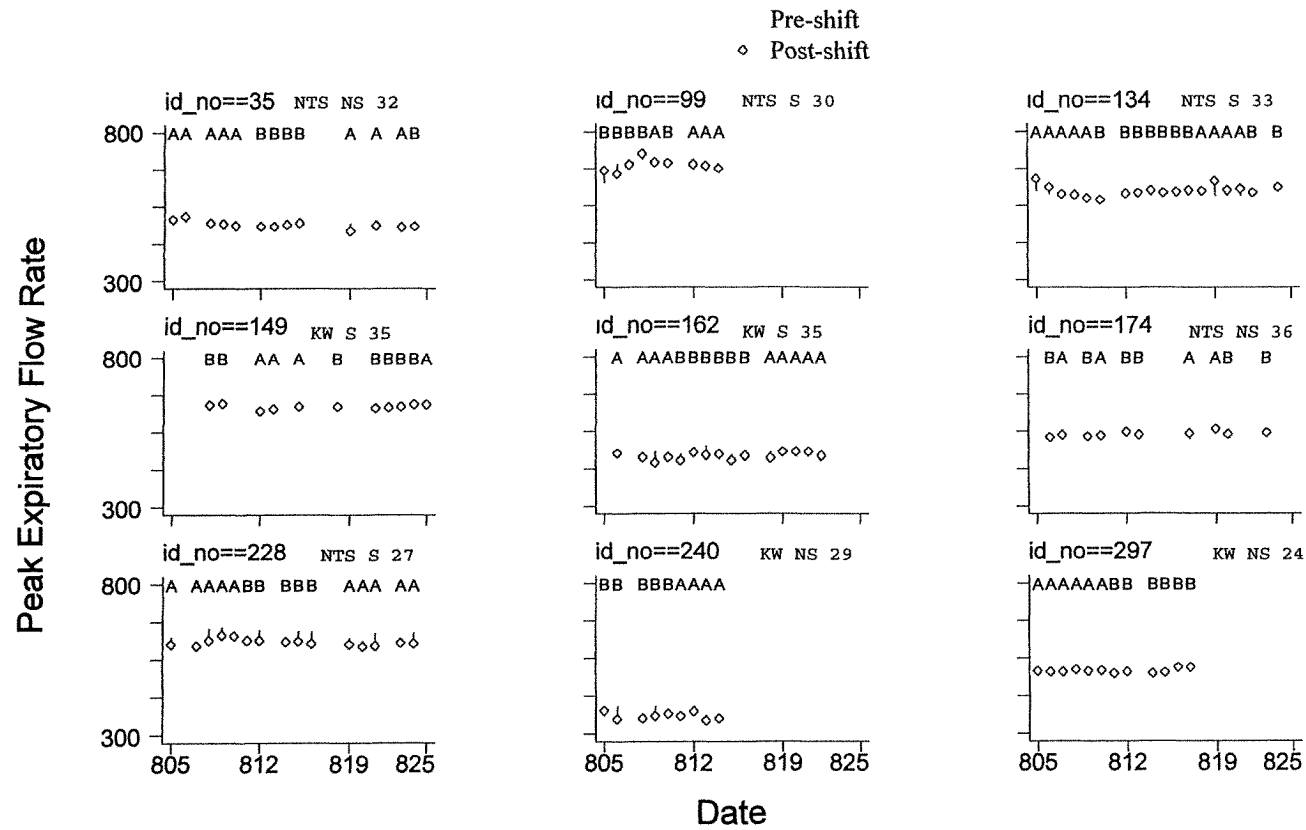 Pre-shift
Post-shift
id_no==35 NTS NS 32
id_no==99 NTS S 30
id_no==134 NTS S 33
800
AA AAA BBBB A A AB
BBBBAB AAA
AAAAAB BBBBBBAAAAB B
300
id_no==149 KW S 35
id_no==162 KW S 35
id_no==174 NTS NS 36
800
BB AA A B BBBBA
A AAABBBBBB AAAAA
BA BA BB A AB B
300
id_no==228 NTS S 27
id_no==240 KW NS 29
id_no==297 KW NS 24
800
A AAAABB BBB AAA AA
BB BBBAAAA
AAAAAABB BBBB
300
805 812 819 825
805 812 819 825
805 812 819 825
Peak Expiratory Flow Rate
Date